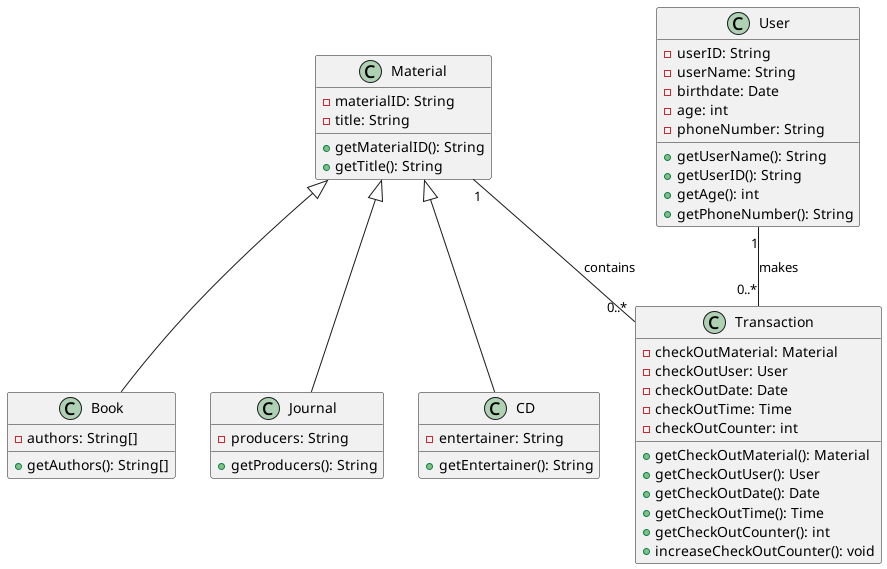 C User
userID: String
userName: String
birthdate: Date
age: int
phoneNumber: String
getUserName(): String
getUserID(): String
getAge(): int
getPhoneNumber(): String
C Material
materialID: String
title: String
getMaterialID(): String
getTitle(): String
1
1
contains
makes
0..*
0..*
C Book
authors: String[]
getAuthors(): String[]
C Journal
producers: String
getProducers(): String
C CD
entertainer: String
getEntertainer(): String
C Transaction
checkOutMaterial: Material
checkOutUser: User
checkOutDate: Date
checkOutTime: Time
checkOutCounter: int
getCheckOutMaterial(): Material
getCheckOutUser(): User
getCheckOutDate(): Date
getCheckOutTime(): Time
getCheckOutCounter(): int
increaseCheckOutCounter(): void